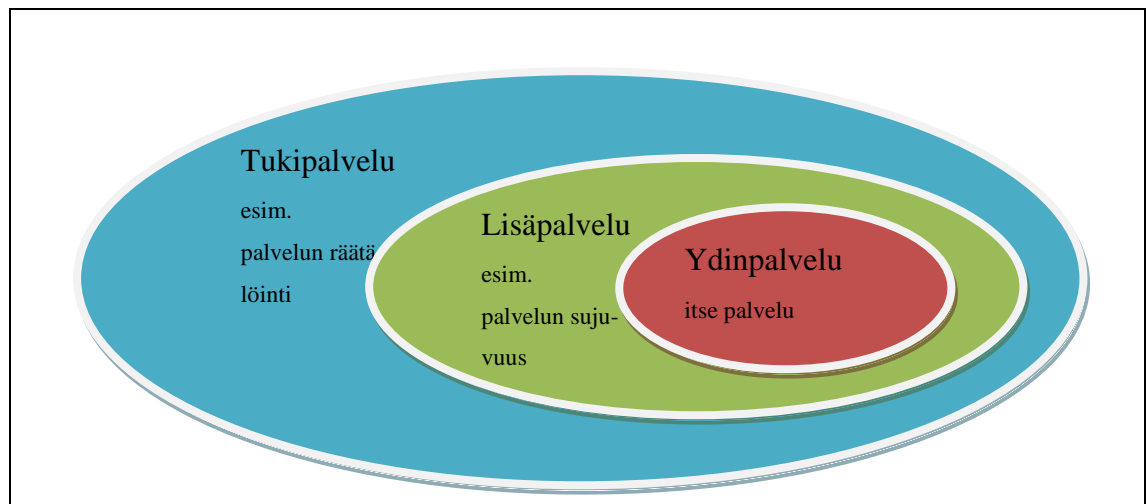 Tukipalvelu
esim.
palvelun räätä
löinti
Lisäpalvelu
esim.
palvelun suju-
vuus
Ydinpalvelu
itse palvelu